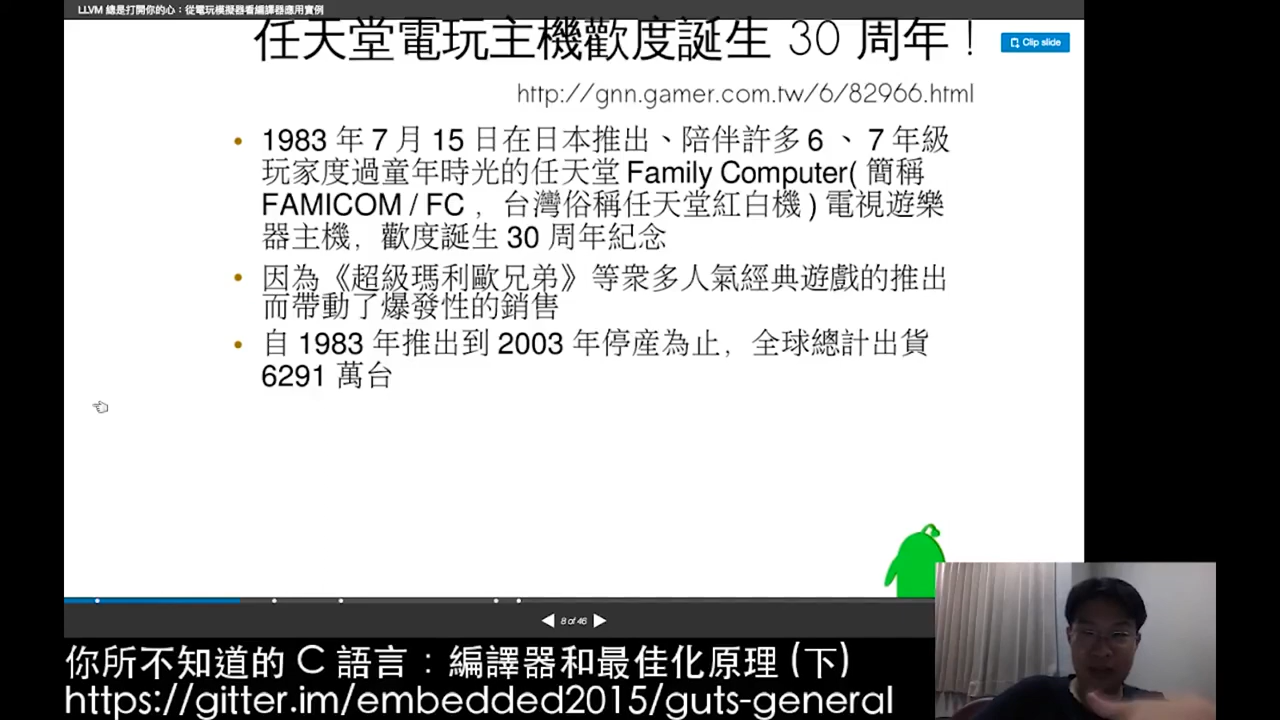 LLVM 總是打開你的心：從電玩模擬器看編譯器應用實例
任天堂電玩主機歡度誕生 30 周年！
Clip slide
http://gnn.gamer.com.tw/6/82966.html
• 1983 年 7 月 15 日在日本推出、陪伴許多 6 、 7 年級
玩家度過童年時光的任天堂 Family Computer( 簡稱
FAMICOM / FC ，台灣俗稱任天堂紅白機 ) 電視遊樂
器主機，歡度誕生 30 周年紀念
• 因為《超級瑪利歐兄弟》等眾多人氣經典遊戲的推出
而帶動了爆發性的銷售
• 自 1983 年推出到 2003 年停產為止，全球總計出貨
6291 萬台
8 of 46
你所不知道的 C 語言：編譯器和最佳化原理 (下)
https://gitter.im/embedded2015/guts-general